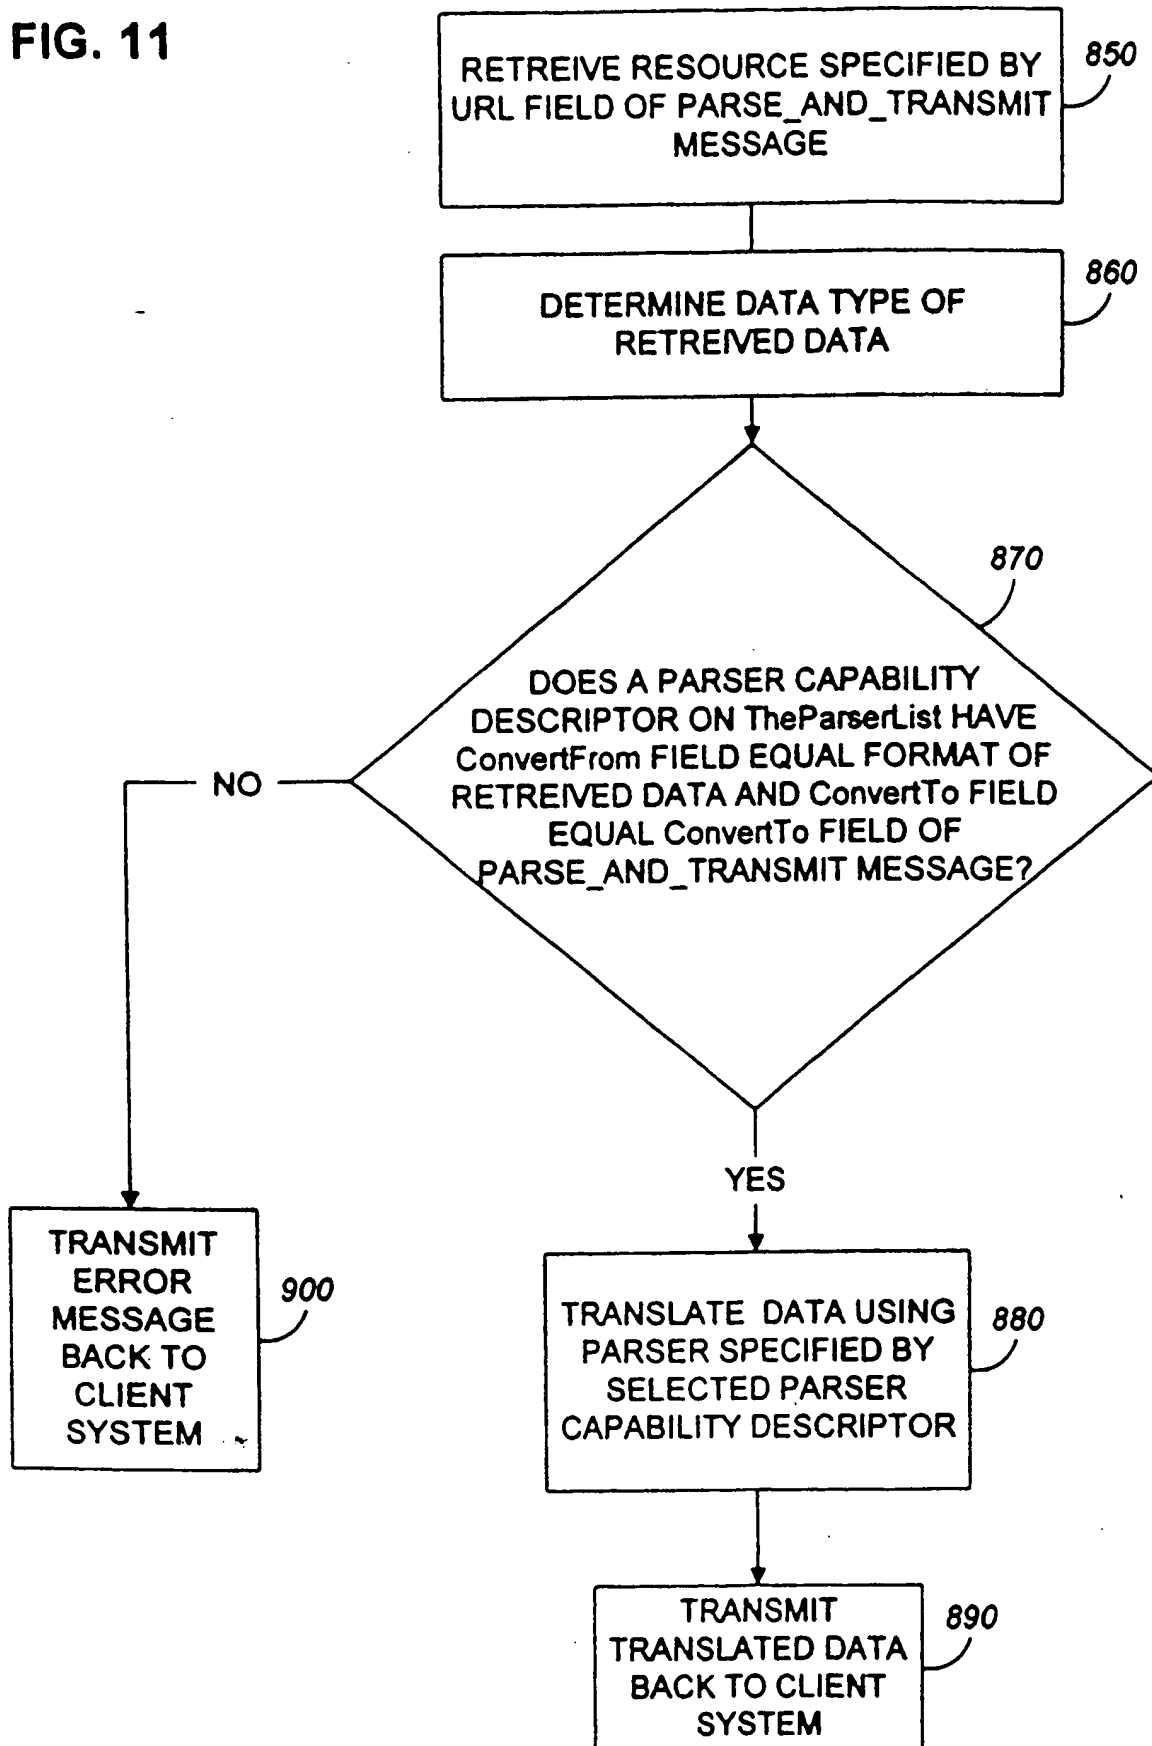 FIG. 11
RETREIVE RESOURCE SPECIFIED BY
URL FIELD OF PARSE_AND_TRANSMIT
MESSAGE
850
DETERMINE DATA TYPE OF
RETREIVED DATA
860
870
DOES A PARSER CAPABILITY
DESCRIPTOR ON TheParserList HAVE
ConvertFrom FIELD EQUAL FORMAT OF
RETREIVED DATA AND ConvertTo FIELD
EQUAL ConvertTo FIELD OF
PARSE_AND_TRANSMIT MESSAGE?
NO
YES
TRANSMIT
ERROR
MESSAGE
BACK TO
CLIENT
SYSTEM
900
TRANSLATE DATA USING
PARSER SPECIFIED BY
SELECTED PARSER
CAPABILITY DESCRIPTOR
880
TRANSMIT
TRANSLATED DATA
BACK TO CLIENT
SYSTEM
890